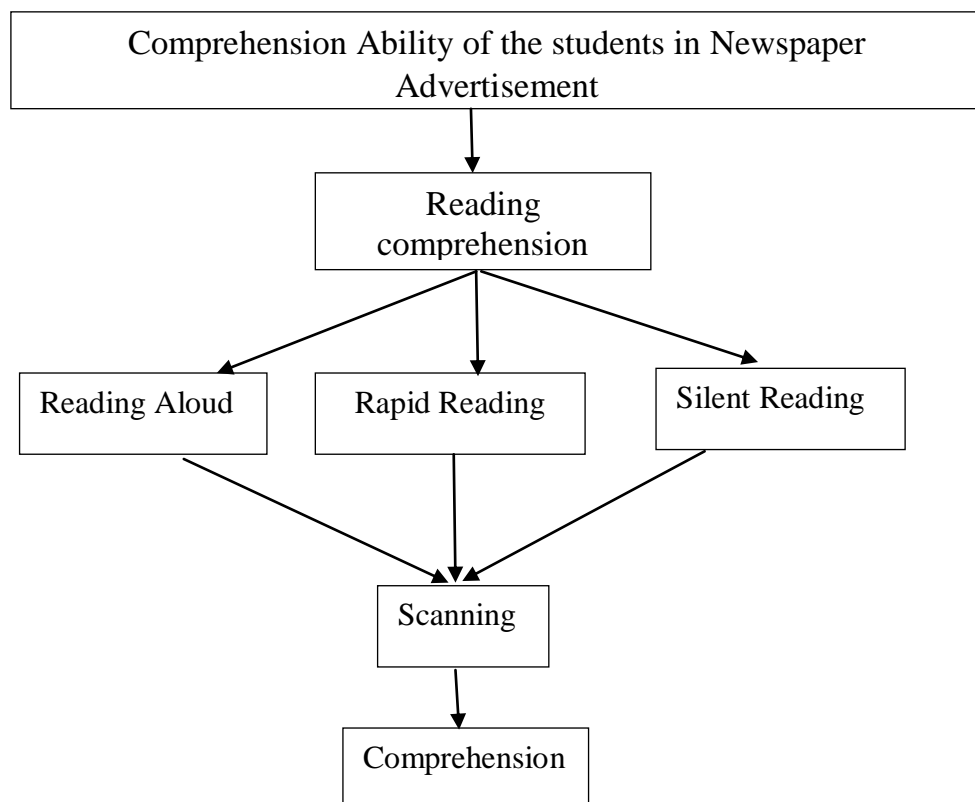 Comprehension Ability of the students in Newspaper
Advertisement
Reading
comprehension
Reading Aloud
Rapid Reading
Silent Reading
Scanning
Comprehension